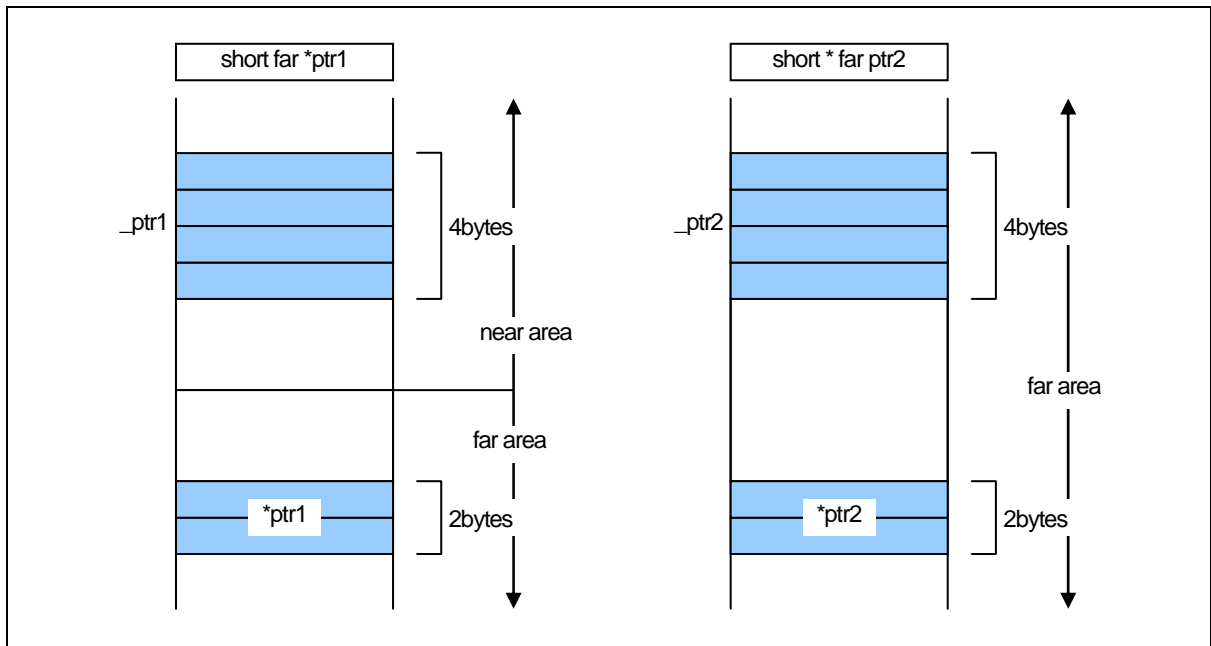 short far *ptr1
_ptr1
4bytes
near area
far area
*ptr1
2bytes
short * far ptr2
_ptr2
4bytes
far area
*ptr2
2bytes